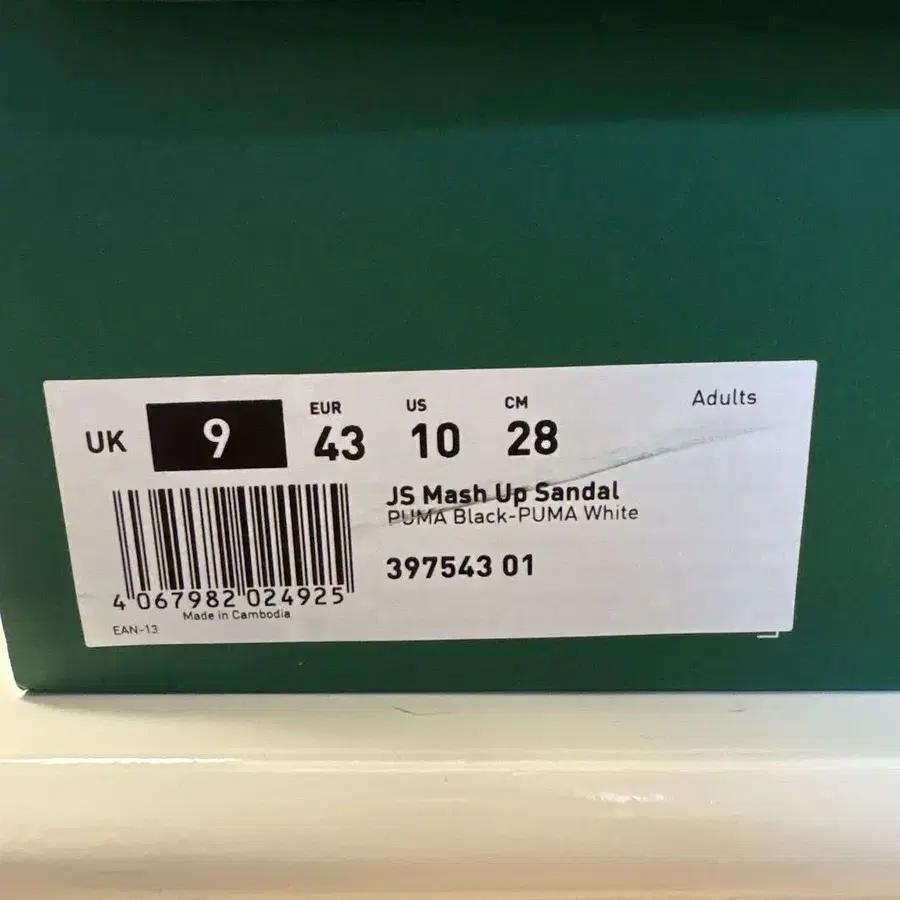 Adults
UK 9 EUR 43 US 10 CM 28
JS Mash Up Sandal
PUMA Black-PUMA White
397543 01
4 067982 024925
Made in Cambodia
EAN-13